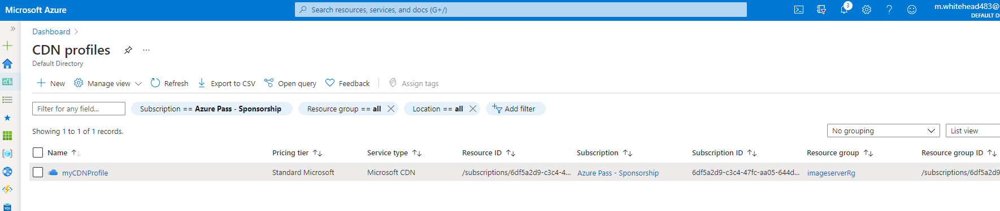 Microsoft Azure
Search resources, services, and docs (G+/)
3
m.whitehead483@
DEFAULT D
Dashboard
CDN profiles
Default Directory
New Manage view Refresh Export to CSV Open query Feedback Assign tags
Filter for any field... Subscription == Azure Pass - Sponsorship Resource group == all Location == all Add filter
Showing 1 to 1 of 1 records.
No grouping List view
Name Pricing tier Service type Resource ID Subscription Subscription ID Resource group Resource group ID
myCDNProfile Standard Microsoft Microsoft CDN /subscriptions/6df5a2d9-c3c4-4... Azure Pass - Sponsorship 6df5a2d9-c3c4-47fc-aa05-644d... imageserverRg /subscriptions/6df5a2d9
SQL